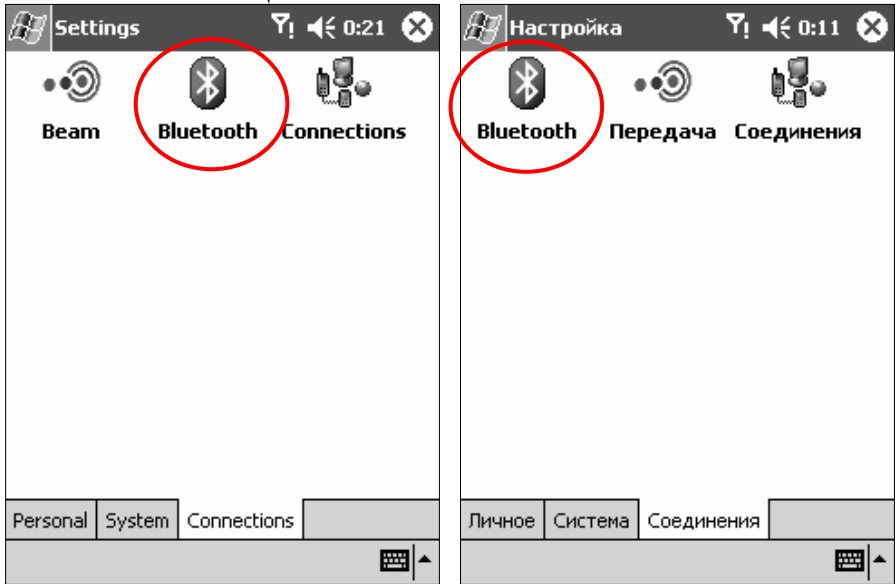 Settings 0:21
Beam Bluetooth Connections
Personal System Connections
Настройка 0:11
Bluetooth Передача Соединения
Личное Система Соединения